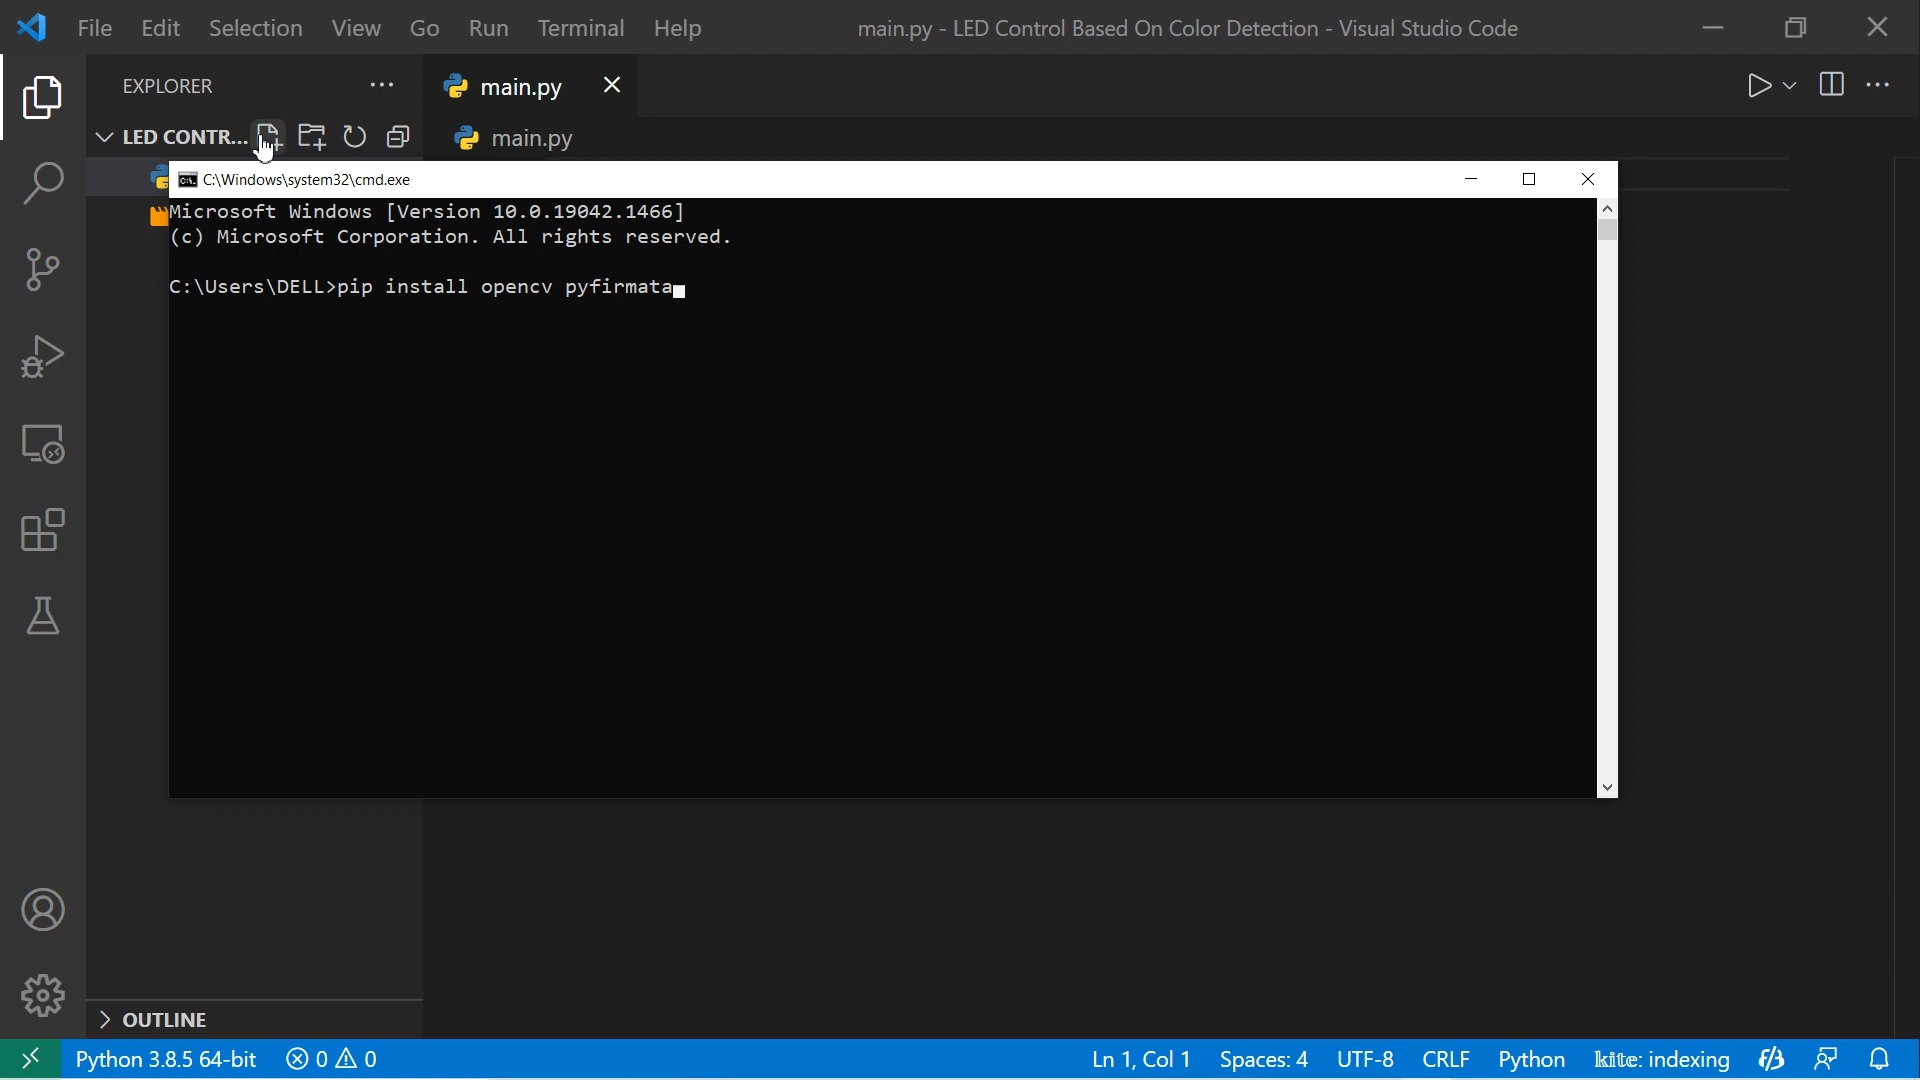 File Edit Selection View Go Run Terminal Help main.py - LED Control Based On Color Detection - Visual Studio Code
EXPLORER
main.py
LED CONTR...
main.py
C:\Windows\system32\cmd.exe
Microsoft Windows [Version 10.0.19042.1466]
(c) Microsoft Corporation. All rights reserved.
C:\Users\DELL>pip install opencv pyfirmata
OUTLINE
Python 3.8.5 64-bit 0 0 Ln 1, Col 1 Spaces: 4 UTF-8 CRLF Python kite: indexing